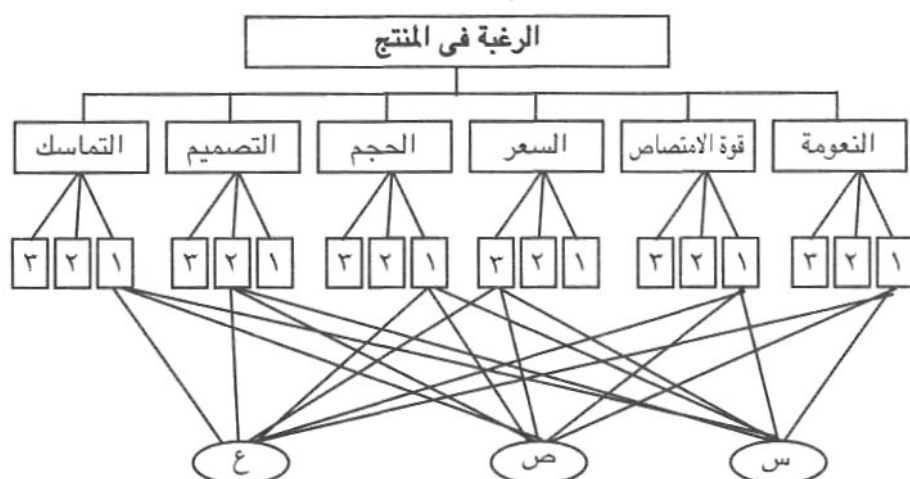 الرغبة فى المنتج
النعومة قوة الامتصاص السعر الحجم التصميم التماسك
١ ٢ ٣ ١ ٢ ٣ ١ ٢ ٣ ١ ٢ ٣ ١ ٢ ٣ ١ ٢ ٣
س ص ع